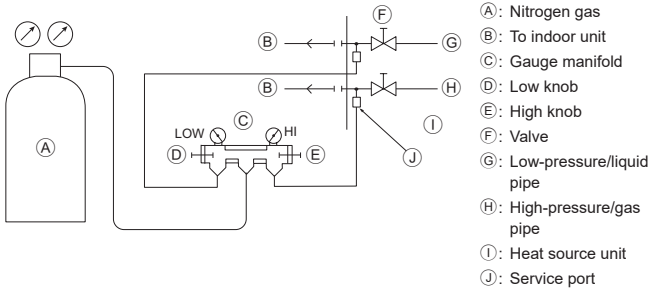 Ⓕ
Ⓑ
Ⓖ
Ⓑ
Ⓗ
Ⓒ
Ⓘ
LOW
HI
Ⓐ
Ⓓ
Ⓔ
Ⓙ
Ⓐ: Nitrogen gas
Ⓑ: To indoor unit
Ⓒ: Gauge manifold
Ⓓ: Low knob
Ⓔ: High knob
Ⓕ: Valve
Ⓖ: Low-pressure/liquid
pipe
Ⓗ: High-pressure/gas
pipe
Ⓘ: Heat source unit
Ⓙ: Service port